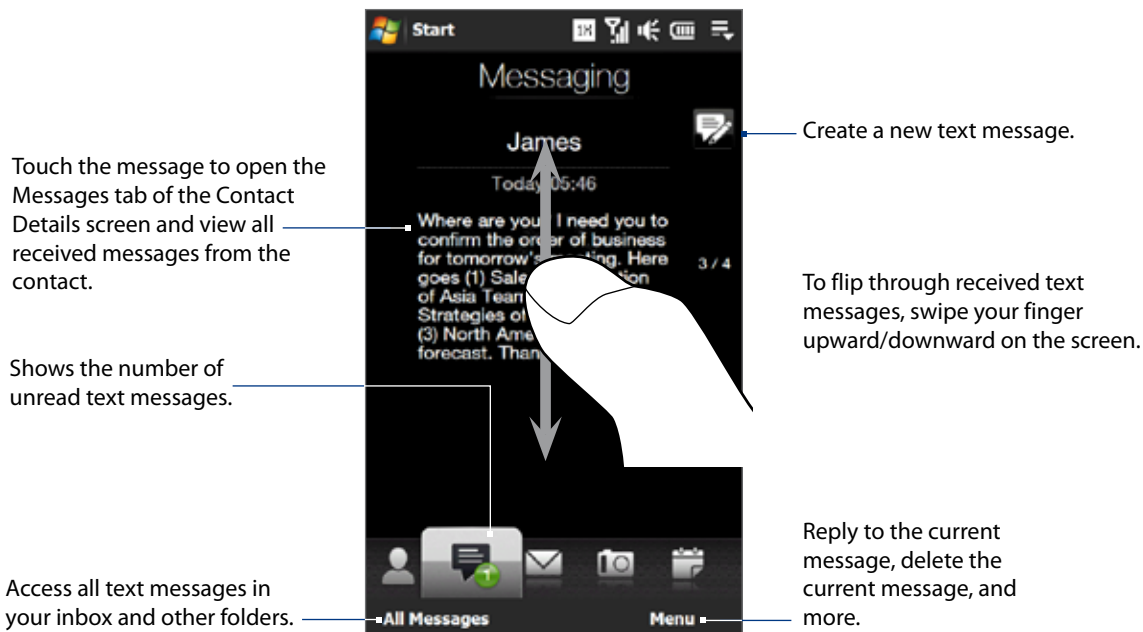 Start
1X
Messaging
James
Today 05:46
Where are you? I need you to
confirm the order of business
for tomorrow's Here
goes (1)
of Asia Team
Strategies of
(3) North
forecast.
3 / 4
1
All Messages
Menu
Touch the message to open the
Messages tab of the Contact
Details screen and view all
received messages from the
contact.
Shows the number of
unread text messages.
Access all text messages in
your inbox and other folders.
Create a new text message.
To flip through received text
messages, swipe your finger
upward/downward on the screen.
Reply to the current
message, delete the
current message, and
more.